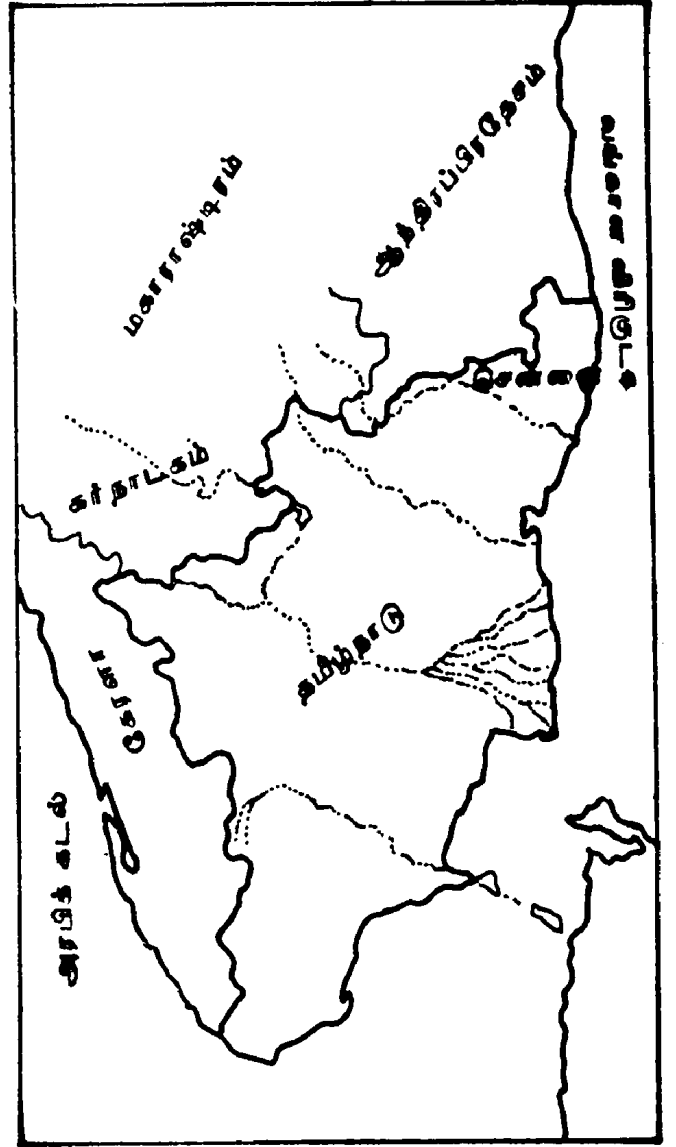 மகாராஷ்டிரம்
ஆந்திரப்பிரதேசம்
வங்காள விரிகுடா
சென்னை
கர்நாடகம்
தமிழ்நாடு
கேரளா
அரபிக் கடல்